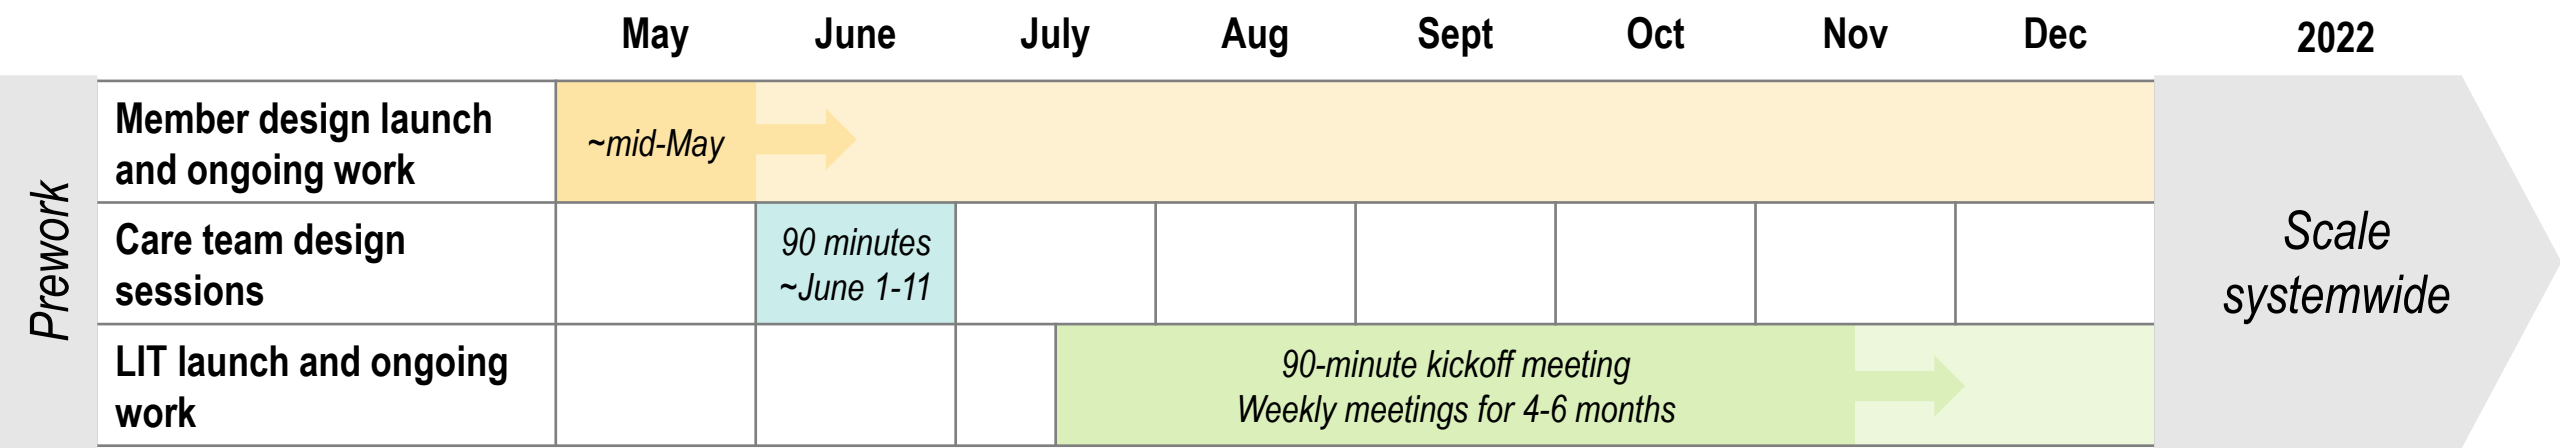 May June July Aug Sept Oct Nov Dec 2022
Prework
Member design launch
and ongoing work
~mid-May
Care team design
sessions
90 minutes
~June 1-11
LIT launch and ongoing
work
90-minute kickoff meeting
Weekly meetings for 4-6 months
Scale
systemwide